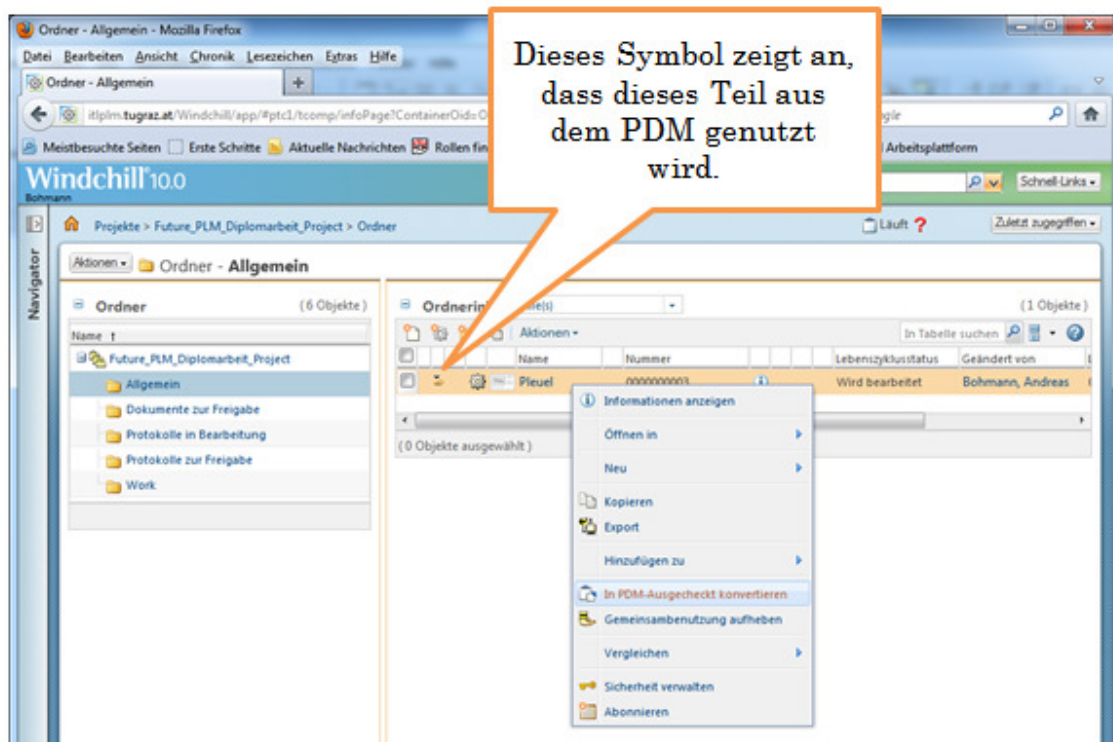 Ordner - Allgemein - Mozilla Firefox
Datei Bearbeiten Ansicht Chronik Lesezeichen Extras Hilfe
Ordner - Allgemein
Dieses Symbol zeigt an,
dass dieses Teil aus
dem PDM genutzt
wird.
itlplm.tugraz.at/Windchill/app/#ptc1/tcomp/infoPage?ContainerOid=O
Meistbesuchte Seiten Erste Schritte Aktuelle Nachrichten Rollen fin Arbeitsplattform
Windchill 10.0
Schnell-Links
Bohmann
Projekte > Future_PLM_Diplomarbeit_Project > Ordner Läuft ? Zuletzt zugegriffen
Navigator
Aktionen Ordner - Allgemein
Ordner (6 Objekte)
Ordnerin (1 Objekte)
Aktionen In Tabelle suchen
Name
Future_PLM_Diplomarbeit_Project
Allgemein
Dokumente zur Freigabe
Protokolle in Bearbeitung
Protokolle zur Freigabe
Work
Name Nummer Lebenszyklusstatus Geändert von
Pleuel 0000000003 Wird bearbeitet Bohmann, Andreas
(0 Objekte ausgewählt)
Informationen anzeigen
Öffnen in
Neu
Kopieren
Export
Hinzufügen zu
In PDM-Ausgecheckt konvertieren
Gemeinsambenutzung aufheben
Vergleichen
Sicherheit verwalten
Abonnieren